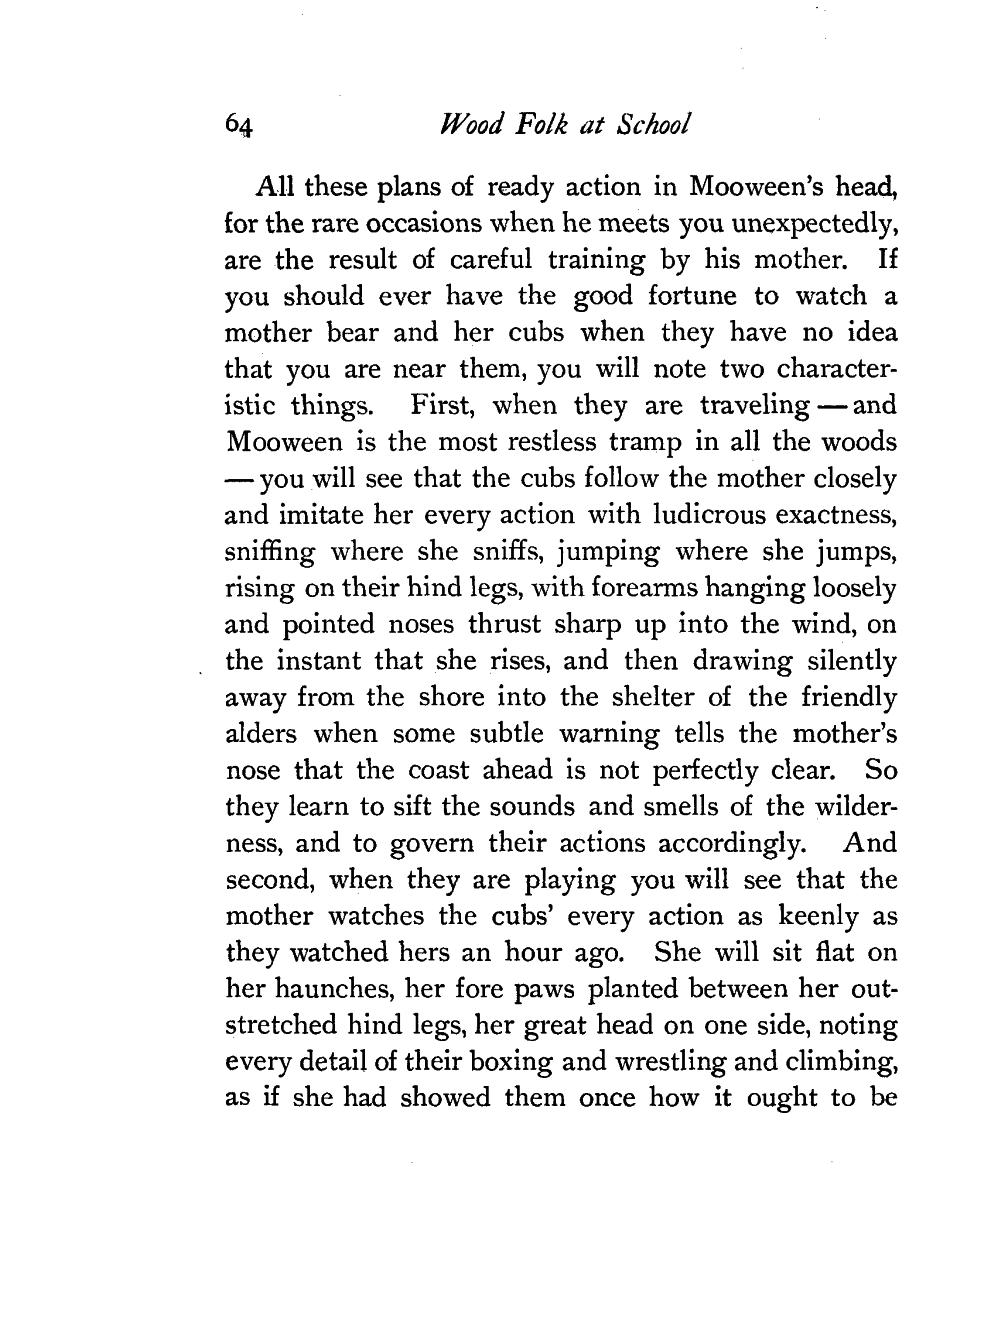 64 Wood Folk at School
All these plans of ready action in Mooween's head,
for the rare occasions when he meets you unexpectedly,
are the result of careful training by his mother. If
you should ever have the good fortune to watch a
mother bear and her cubs when they have no idea
that you are near them, you will note two character-
istic things. First, when they are traveling — and
Mooween is the most restless tramp in all the woods
— you will see that the cubs follow the mother closely
and imitate her every action with ludicrous exactness,
sniffing where she sniffs, jumping where she jumps,
rising on their hind legs, with forearms hanging loosely
and pointed noses thrust sharp up into the wind, on
the instant that she rises, and then drawing silently
away from the shore into the shelter of the friendly
alders when some subtle warning tells the mother's
nose that the coast ahead is not perfectly clear. So
they learn to sift the sounds and smells of the wilder-
ness, and to govern their actions accordingly. And
second, when they are playing you will see that the
mother watches the cubs' every action as keenly as
they watched hers an hour ago. She will sit flat on
her haunches, her fore paws planted between her out-
stretched hind legs, her great head on one side, noting
every detail of their boxing and wrestling and climbing,
as if she had showed them once how it ought to be